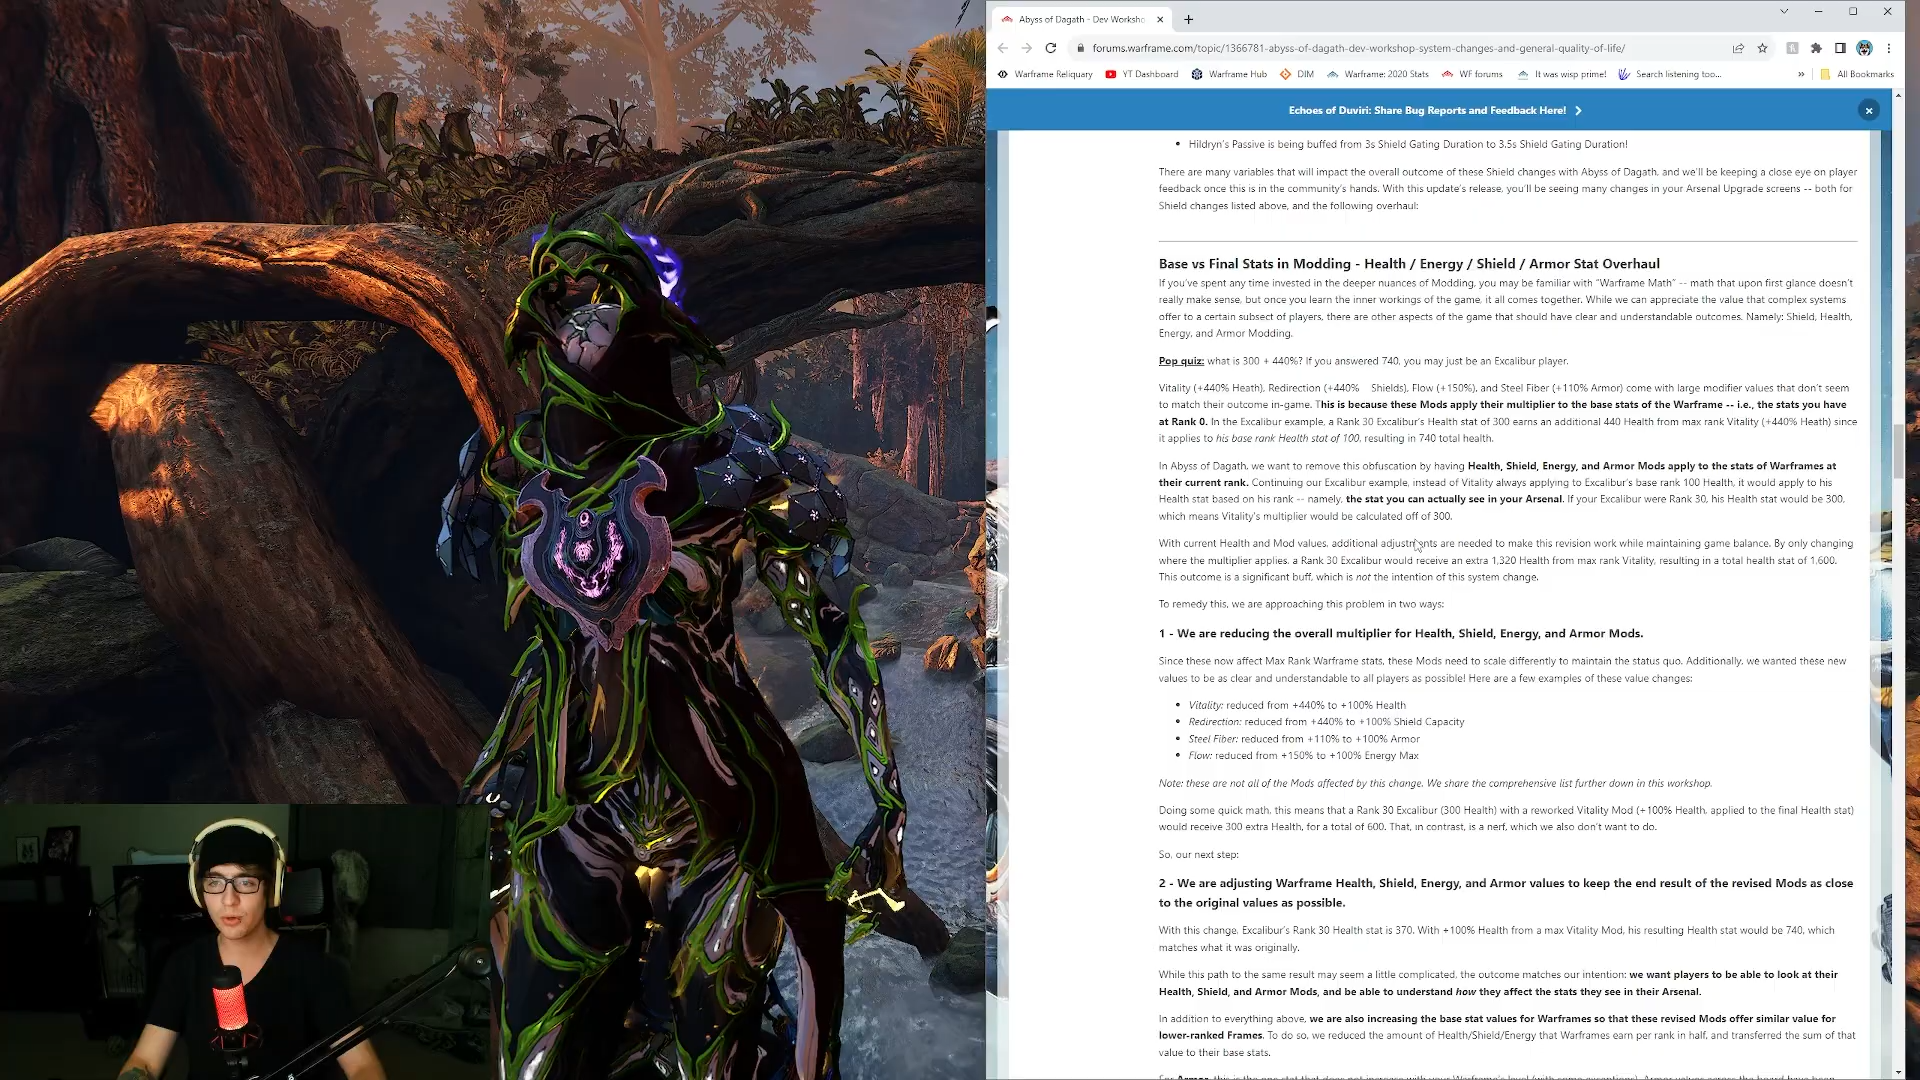 Abyss of Dagath - Dev Worksho
forums.warframe.com/topic/1366781-abyss-of-dagath-dev-workshop-system-changes-and-general-quality-of-life/
Warframe Reliquary YT Dashboard Warframe Hub DIM Warframe: 2020 Stats WF forums It was wisp prime! Search listening too... » All Bookmarks
Echoes of Duviri: Share Bug Reports and Feedback Here!
• Hildryn's Passive is being buffed from 3s Shield Gating Duration to 3.5s Shield Gating Duration!
There are many variables that will impact the overall outcome of these Shield changes with Abyss of Dagath, and we'll be keeping a close eye on player
feedback once this is in the community's hands. With this update's release, you'll be seeing many changes in your Arsenal Upgrade screens -- both for
Shield changes listed above, and the following overhaul:
Base vs Final Stats in Modding - Health / Energy / Shield / Armor Stat Overhaul
If you've spent any time invested in the deeper nuances of Modding, you may be familiar with "Warframe Math" -- math that upon first glance doesn't
really make sense, but once you learn the inner workings of the game, it all comes together. While we can appreciate the value that complex systems
offer to a certain subsect of players, there are other aspects of the game that should have clear and understandable outcomes. Namely: Shield, Health,
Energy, and Armor Modding.
Pop quiz: what is 300 + 440%? If you answered 740, you may just be an Excalibur player.
Vitality (+440% Heath), Redirection (+440% Shields), Flow (+150%), and Steel Fiber (+110% Armor) come with large modifier values that don't seem
to match their outcome in-game. This is because these Mods apply their multiplier to the base stats of the Warframe -- i.e., the stats you have
at Rank 0. In the Excalibur example, a Rank 30 Excalibur's Health stat of 300 earns an additional 440 Health from max rank Vitality (+440% Heath) since
it applies to his base rank Health stat of 100, resulting in 740 total health.
In Abyss of Dagath, we want to remove this obfuscation by having Health, Shield, Energy, and Armor Mods apply to the stats of Warframes at
their current rank. Continuing our Excalibur example, instead of Vitality always applying to Excalibur's base rank 100 Health, it would apply to his
Health stat based on his rank -- namely, the stat you can actually see in your Arsenal. If your Excalibur were Rank 30, his Health stat would be 300,
which means Vitality's multiplier would be calculated off of 300.
With current Health and Mod values, additional adjustments are needed to make this revision work while maintaining game balance. By only changing
where the multiplier applies, a Rank 30 Excalibur would receive an extra 1,320 Health from max rank Vitality, resulting in a total health stat of 1,600.
This outcome is a significant buff, which is not the intention of this system change.
To remedy this, we are approaching this problem in two ways:
1 - We are reducing the overall multiplier for Health, Shield, Energy, and Armor Mods.
Since these now affect Max Rank Warframe stats, these Mods need to scale differently to maintain the status quo. Additionally, we wanted these new
values to be as clear and understandable to all players as possible! Here are a few examples of these value changes:
• Vitality: reduced from +440% to +100% Health
• Redirection: reduced from +440% to +100% Shield Capacity
• Steel Fiber: reduced from +110% to +100% Armor
• Flow: reduced from +150% to +100% Energy Max
Note: these are not all of the Mods affected by this change. We share the comprehensive list further down in this workshop.
Doing some quick math, this means that a Rank 30 Excalibur (300 Health) with a reworked Vitality Mod (+100% Health, applied to the final Health stat)
would receive 300 extra Health, for a total of 600. That, in contrast, is a nerf, which we also don't want to do.
So, our next step:
2 - We are adjusting Warframe Health, Shield, Energy, and Armor values to keep the end result of the revised Mods as close
to the original values as possible.
With this change, Excalibur's Rank 30 Health stat is 370. With +100% Health from a max Vitality Mod, his resulting Health stat would be 740, which
matches what it was originally.
While this path to the same result may seem a little complicated, the outcome matches our intention: we want players to be able to look at their
Health, Shield, and Armor Mods, and be able to understand how they affect the stats they see in their Arsenal.
In addition to everything above, we are also increasing the base stat values for Warframes so that these revised Mods offer similar value for
lower-ranked Frames. To do so, we reduced the amount of Health/Shield/Energy that Warframes earn per rank in half, and transferred the sum of that
value to their base stats.